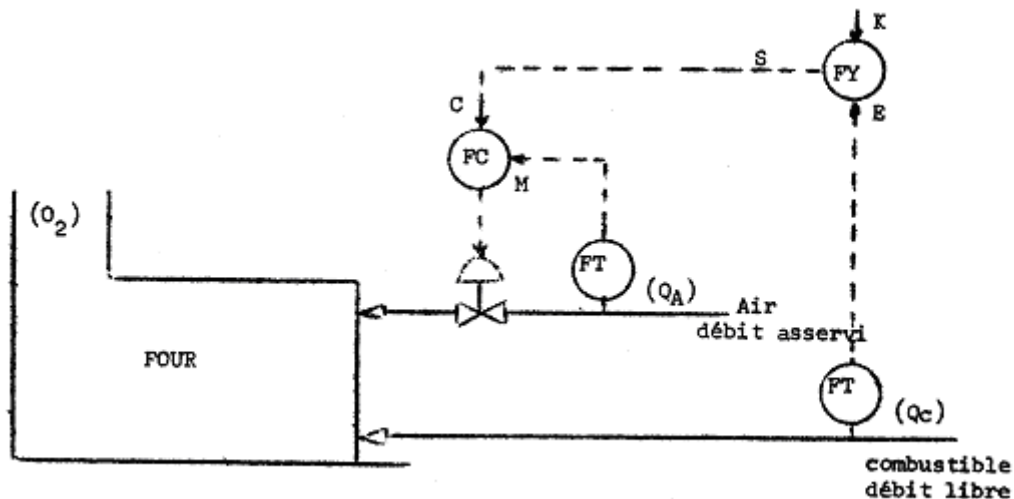 K
S
FY
C
E
FC
M
(O2)
FT
(QA)
Air
débit asservi
FOUR
FT
(Qc)
combustible
débit libre